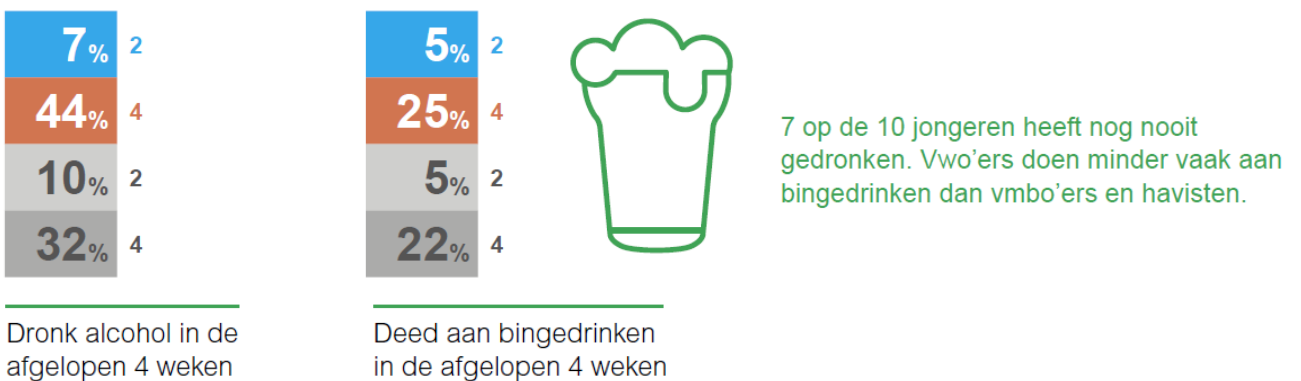 7% 2
44% 4
10% 2
32% 4
Dronk alcohol in de
afgelopen 4 weken
5% 2
25% 4
5% 2
22% 4
Deed aan bingedrinken
in de afgelopen 4 weken
7 op de 10 jongeren heeft nog nooit
gedronken. Vwo'ers doen minder vaak aan
bingedrinken dan vmbo'ers en havisten.